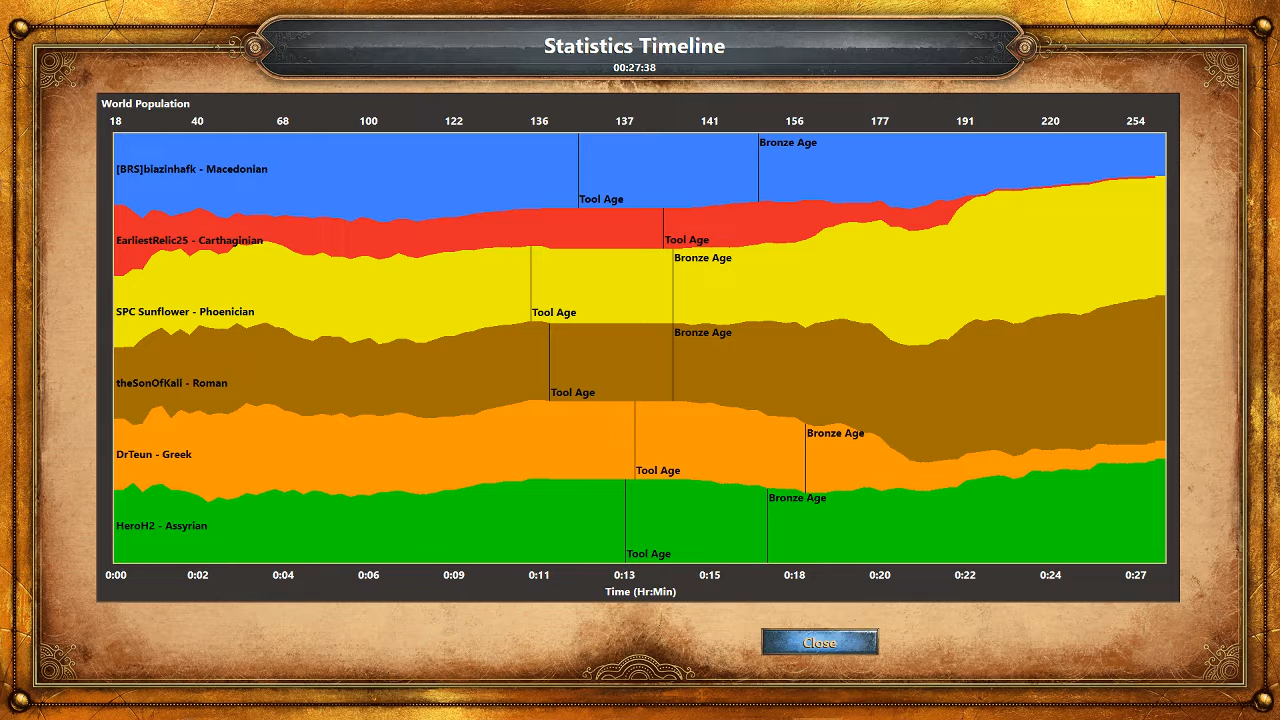 Statistics Timeline
00:27:38
World Population
18 40 68 100 122 136 137 141 156 177 191 220 254
Bronze Age
[BRS]biazinhafk - Macedonian
Tool Age
EarliestRelic25 - Carthaginian
Tool Age
Bronze Age
SPC Sunflower - Phoenician
Tool Age
Bronze Age
theSonOfKali - Roman
Tool Age
Bronze Age
DrTeun - Greek
Tool Age
Bronze Age
HeroH2 - Assyrian
Tool Age
0:00 0:02 0:04 0:06 0:09 0:11 0:13 0:15 0:18 0:20 0:22 0:24 0:27
Time (Hr:Min)
Close